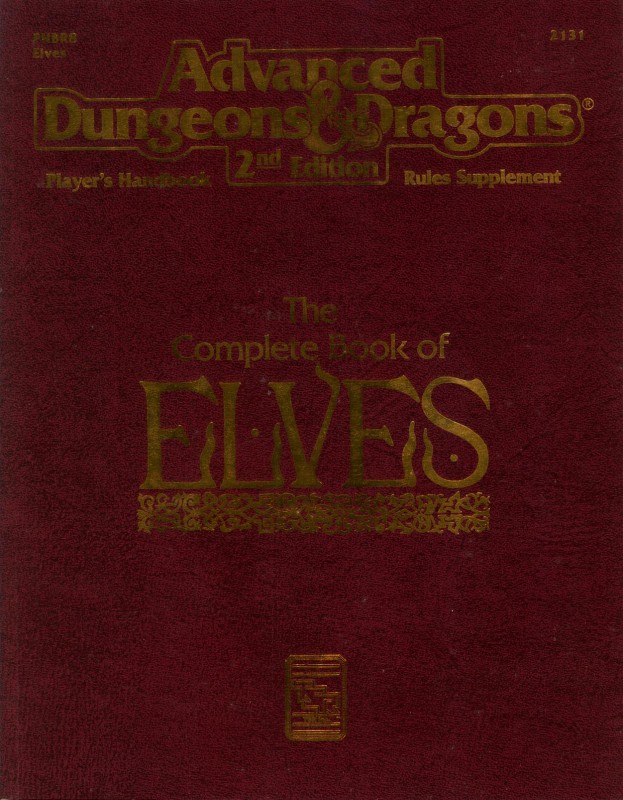 PHBR8
Elves
2131
Advanced
Dungeons & Dragons®
2nd Edition
Player's Handbook
Rules Supplement
The
Complete Book of
ELVES